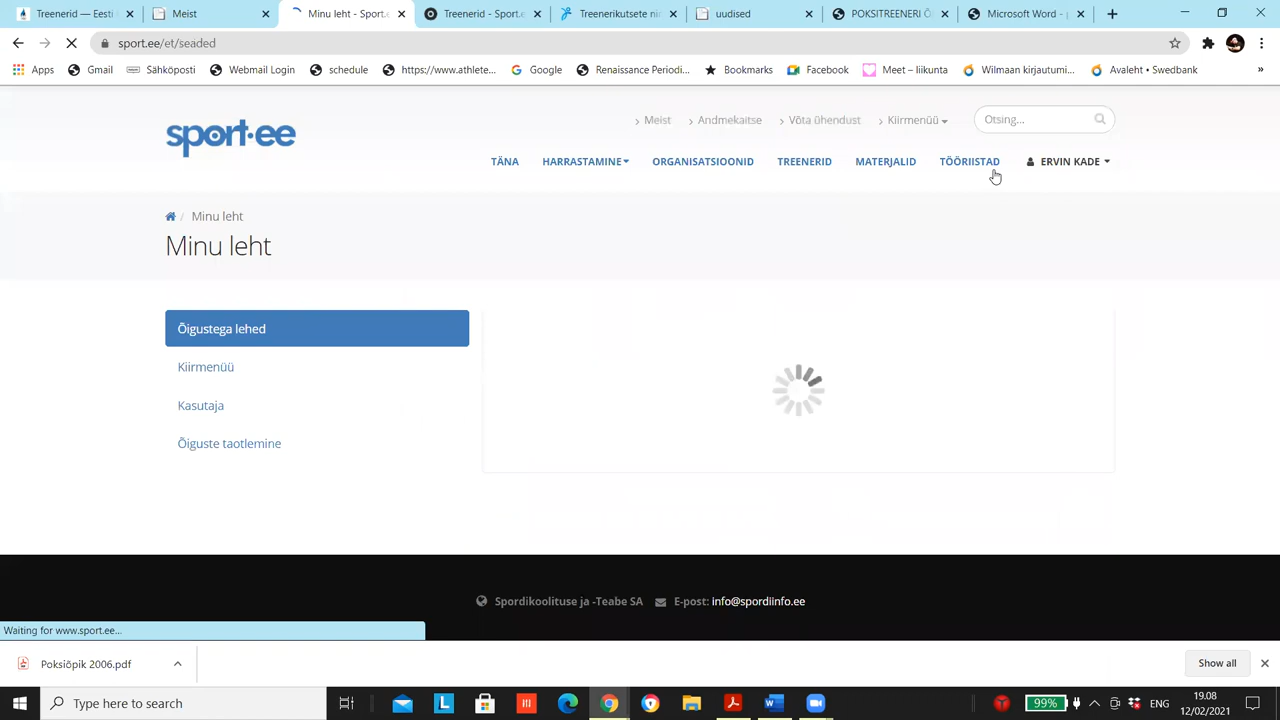 Treenerid — Eesti
Meist
Minu leht - Spor
Treenerid - Sport.e
Treenerikutsete nin
uudised
POKSITREENERI
Microsoft Word - p
sport.ee/et/seaded
Apps
Gmail
Sähköposti
Webmail Login
schedule
https://www.athlete...
Google
Renaissance Periodi...
Bookmarks
Facebook
Meet – liikunta
Wilmaan kirjautumi...
Avaleht • Swedbank
»
sport.ee
Meist
Andmekaitse
Võta ühendust
Kiirmenüü
Otsing...
TÄNA
HARRASTAMINE
ORGANISATSIOONID
TREENERID
MATERJALID
TÖÖRIISTAD
ERVIN KADE
/ Minu leht
Minu leht
Õigustega lehed
Kiirmenüü
Kasutaja
Õiguste taotlemine
Spordikoolituse ja -Teabe SA
E-post: info@spordiinfo.ee
Waiting for www.sport.ee...
Poksiõpik 2006.pdf
Show all
Type here to search
99%
ENG
19.08
12/02/2021